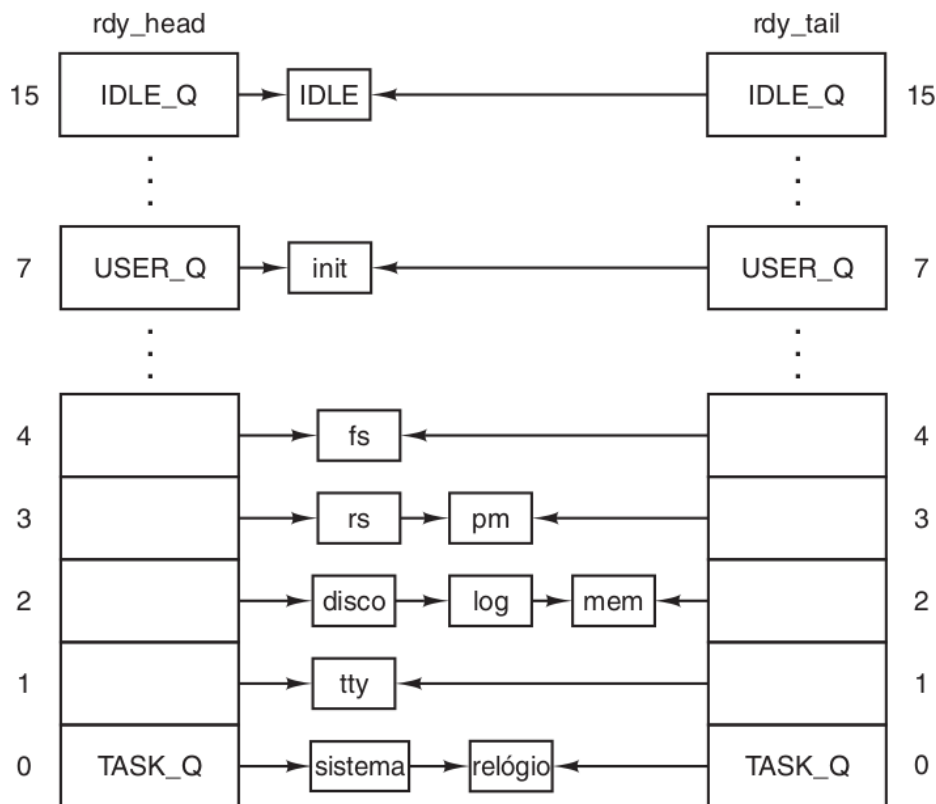 rdy_head rdy_tail
15 IDLE_Q IDLE IDLE_Q 15
7 USER_Q init USER_Q 7
4 fs 4
3 rs pm 3
2 disco log mem 2
1 tty 1
0 TASK_Q sistema relógio TASK_Q 0